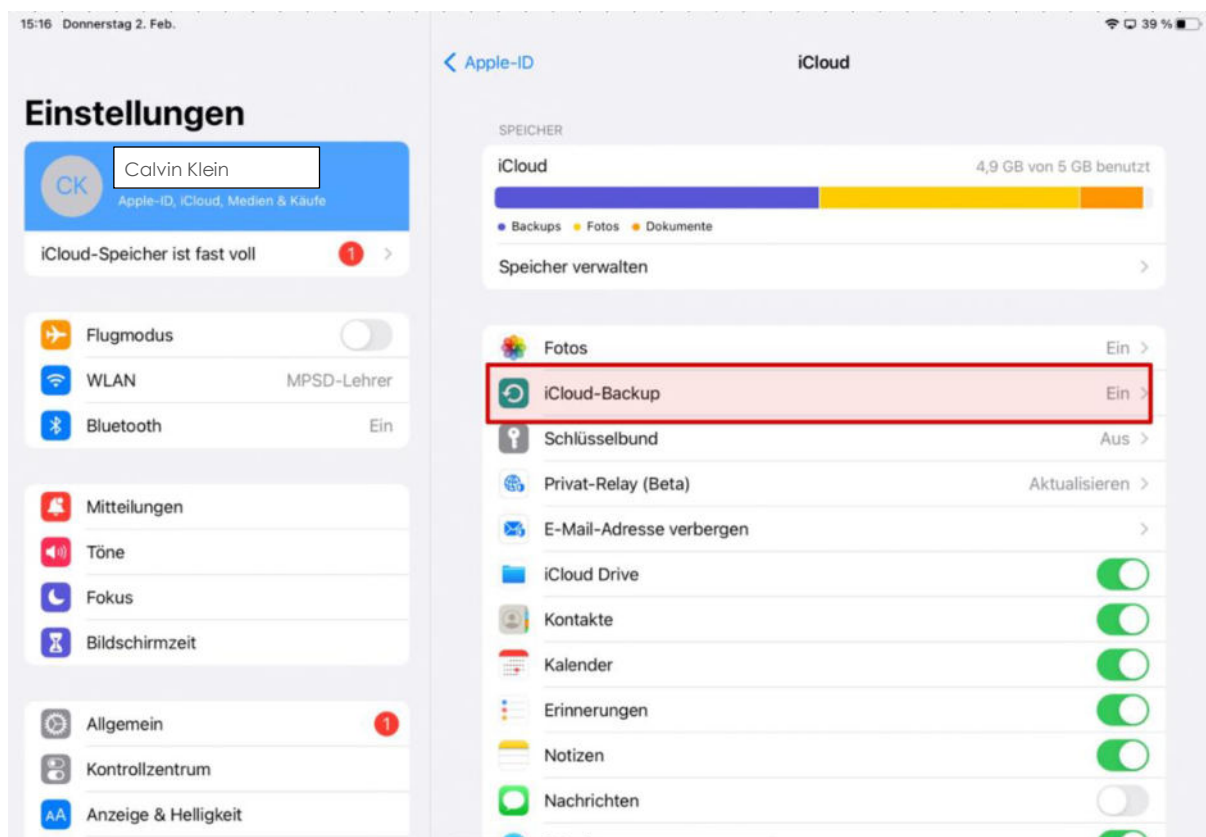 15:16 Donnerstag 2. Feb.
39 %
Einstellungen
CK
Calvin Klein
Apple-ID, iCloud, Medien & Käufe
iCloud-Speicher ist fast voll
1
Flugmodus
WLAN
MPSD-Lehrer
Bluetooth
Ein
Mitteilungen
Töne
Fokus
Bildschirmzeit
Allgemein
1
Kontrollzentrum
AA
Anzeige & Helligkeit
Apple-ID
iCloud
SPEICHER
iCloud
4,9 GB von 5 GB benutzt
Backups Fotos Dokumente
Speicher verwalten
Fotos
Ein
iCloud-Backup
Ein
Schlüsselbund
Aus
Privat-Relay (Beta)
Aktualisieren
E-Mail-Adresse verbergen
iCloud Drive
Kontakte
Kalender
Erinnerungen
Notizen
Nachrichten